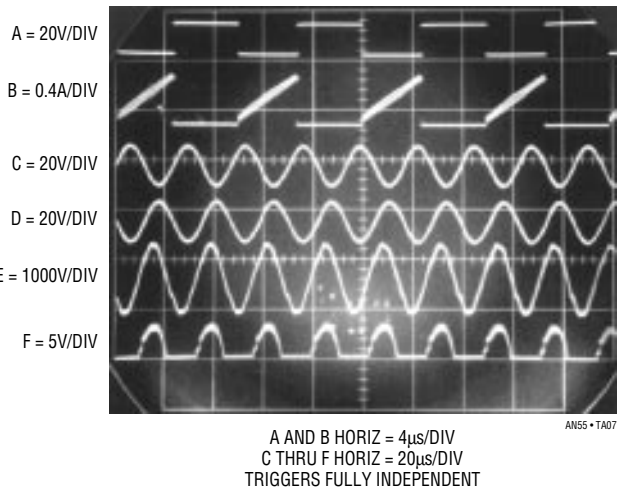 A = 20V/DIV
B = 0.4A/DIV
C = 20V/DIV
D = 20V/DIV
E = 1000V/DIV
F = 5V/DIV
AN55 • TA07
A AND B HORIZ = 4µs/DIV
C THRU F HORIZ = 20µs/DIV
TRIGGERS FULLY INDEPENDENT